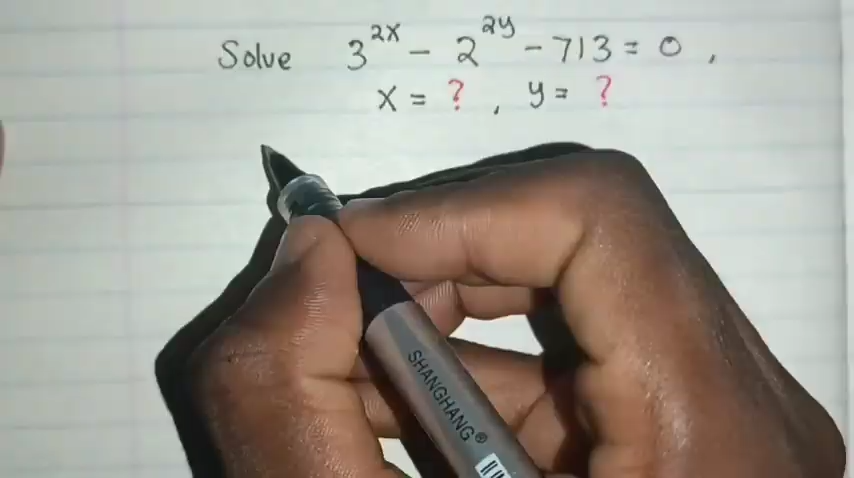 Solve 3^{2x} - 2^{2y} - 713 = 0 ,
x = ? , y = ?
SHANGHANG®